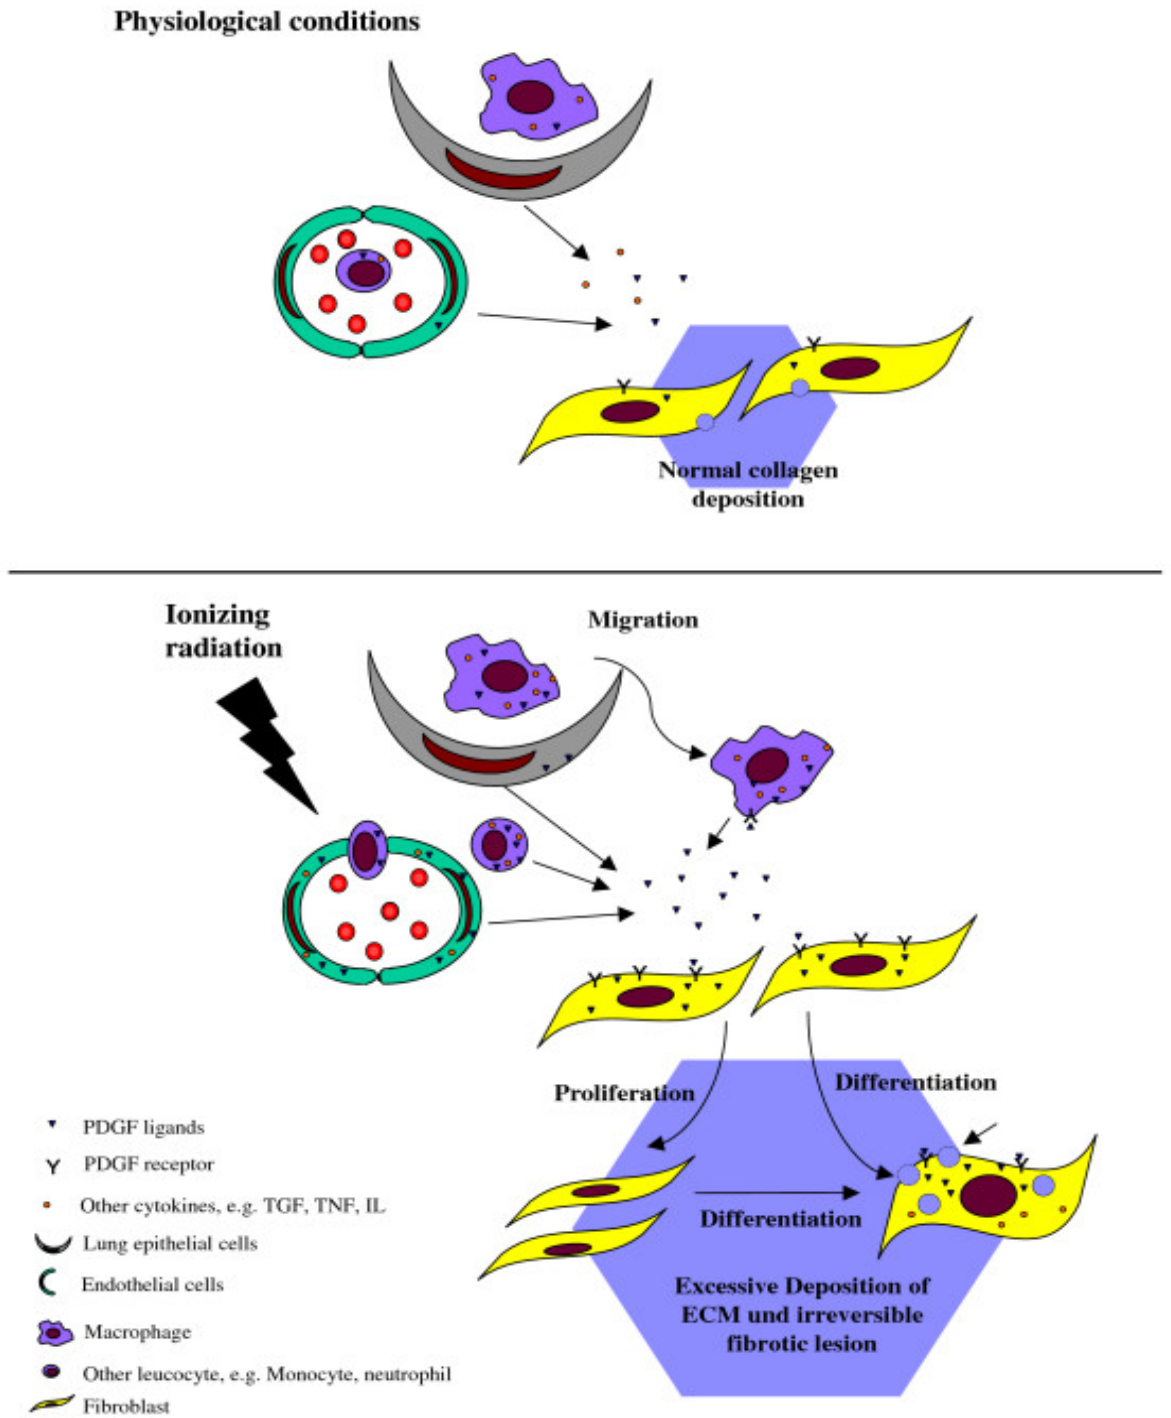 Physiological conditions
Normal collagen
deposition
Ionizing
radiation
Migration
Proliferation
Differentiation
Differentiation
Excessive Deposition of
ECM und irreversible
fibrotic lesion
PDGF ligands
PDGF receptor
Other cytokines, e.g. TGF, TNF, IL
Lung epithelial cells
Endothelial cells
Macrophage
Other leucocyte, e.g. Monocyte, neutrophil
Fibroblast